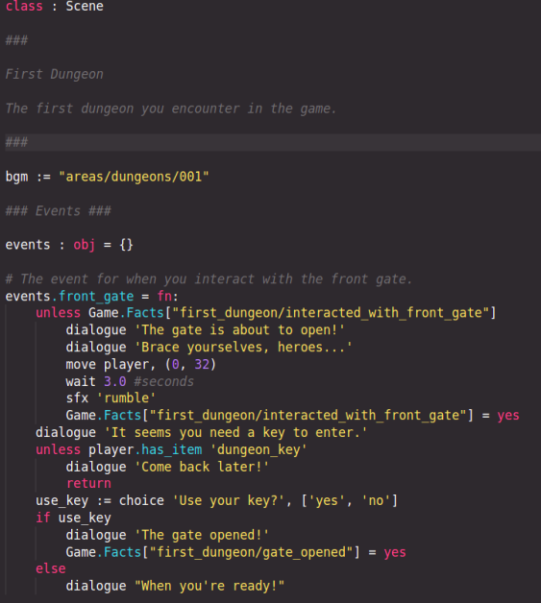 class : Scene
###
First Dungeon
The first dungeon you encounter in the game.
###
bgm := "areas/dungeons/001"
### Events ###
events : obj = {}
# The event for when you interact with the front gate.
events.front_gate = fn:
    unless Game.Facts["first_dungeon/interacted_with_front_gate"]
        dialogue 'The gate is about to open!'
        dialogue 'Brace yourselves, heroes...'
        move player, (0, 32)
        wait 3.0 #seconds
        sfx 'rumble'
        Game.Facts["first_dungeon/interacted_with_front_gate"] = yes
    dialogue 'It seems you need a key to enter.'
    unless player.has_item 'dungeon_key'
        dialogue 'Come back later!'
        return
    use_key := choice 'Use your key?', ['yes', 'no']
    if use_key
        dialogue 'The gate opened!'
        Game.Facts["first_dungeon/gate_opened"] = yes
    else
        dialogue "When you're ready!"